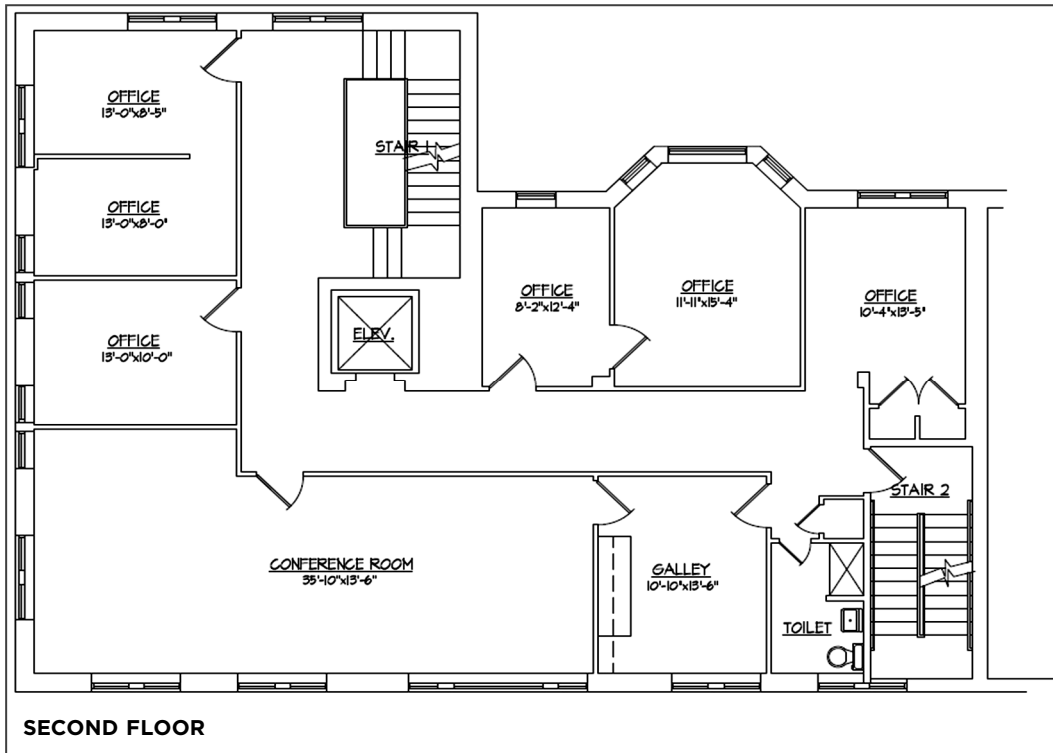 OFFICE
13'-0"x8'-5"
STAIR 1
OFFICE
13'-0"x8'-0"
OFFICE
8'-2"x12'-4"
OFFICE
11'-11"x15'-4"
OFFICE
10'-4"x13'-5"
OFFICE
13'-0"x10'-0"
ELEV.
STAIR 2
CONFERENCE ROOM
35'-10"x13'-6"
GALLEY
10'-10"x13'-6"
TOILET
SECOND FLOOR